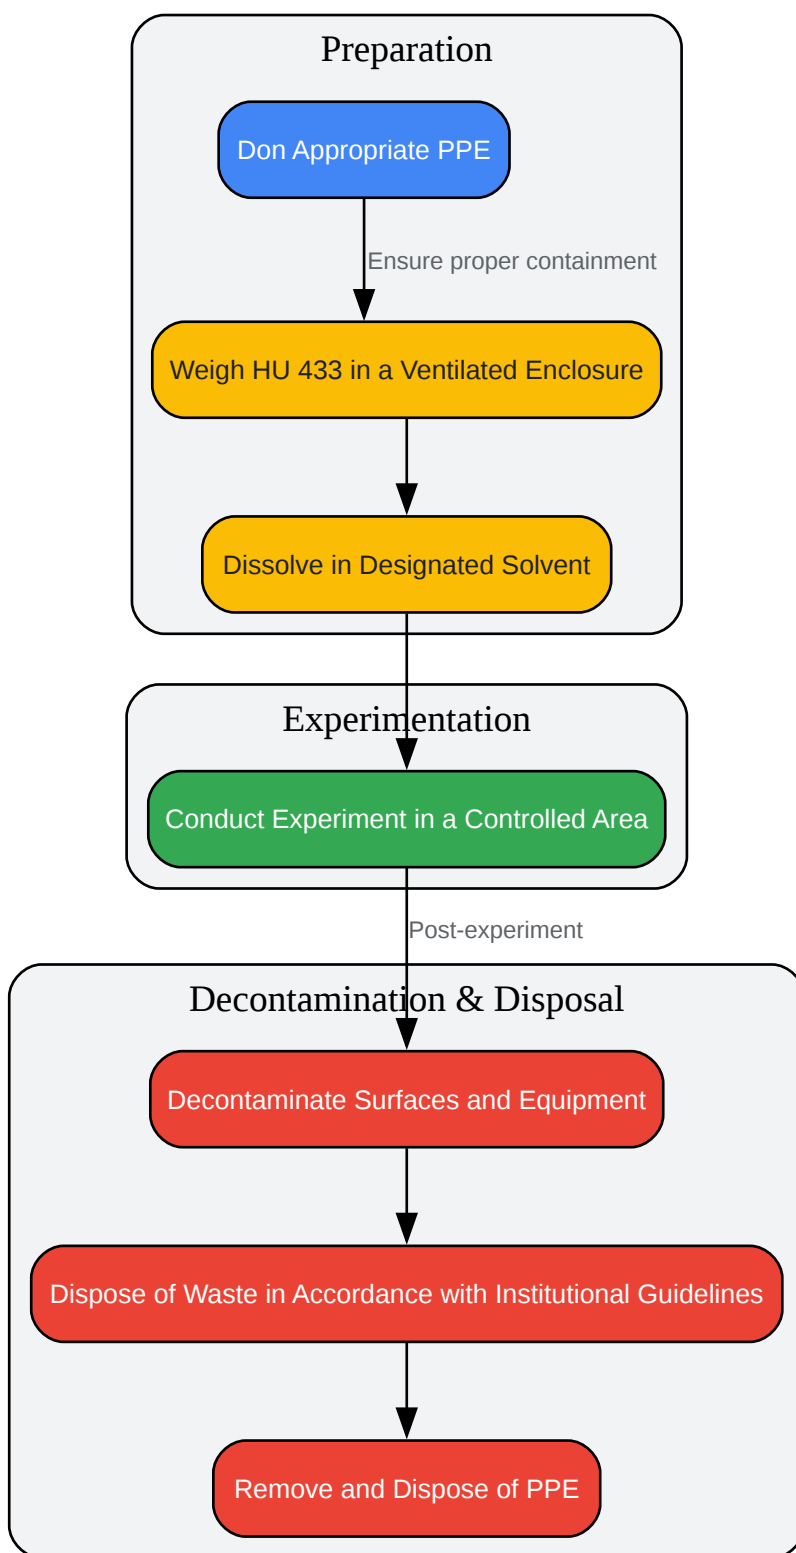 Preparation
Don Appropriate PPE
Ensure proper containment
Weigh HU 433 in a Ventilated Enclosure
Dissolve in Designated Solvent
Experimentation
Conduct Experiment in a Controlled Area
Post-experiment
Decontamination & Disposal
Decontaminate Surfaces and Equipment
Dispose of Waste in Accordance with Institutional Guidelines
Remove and Dispose of PPE